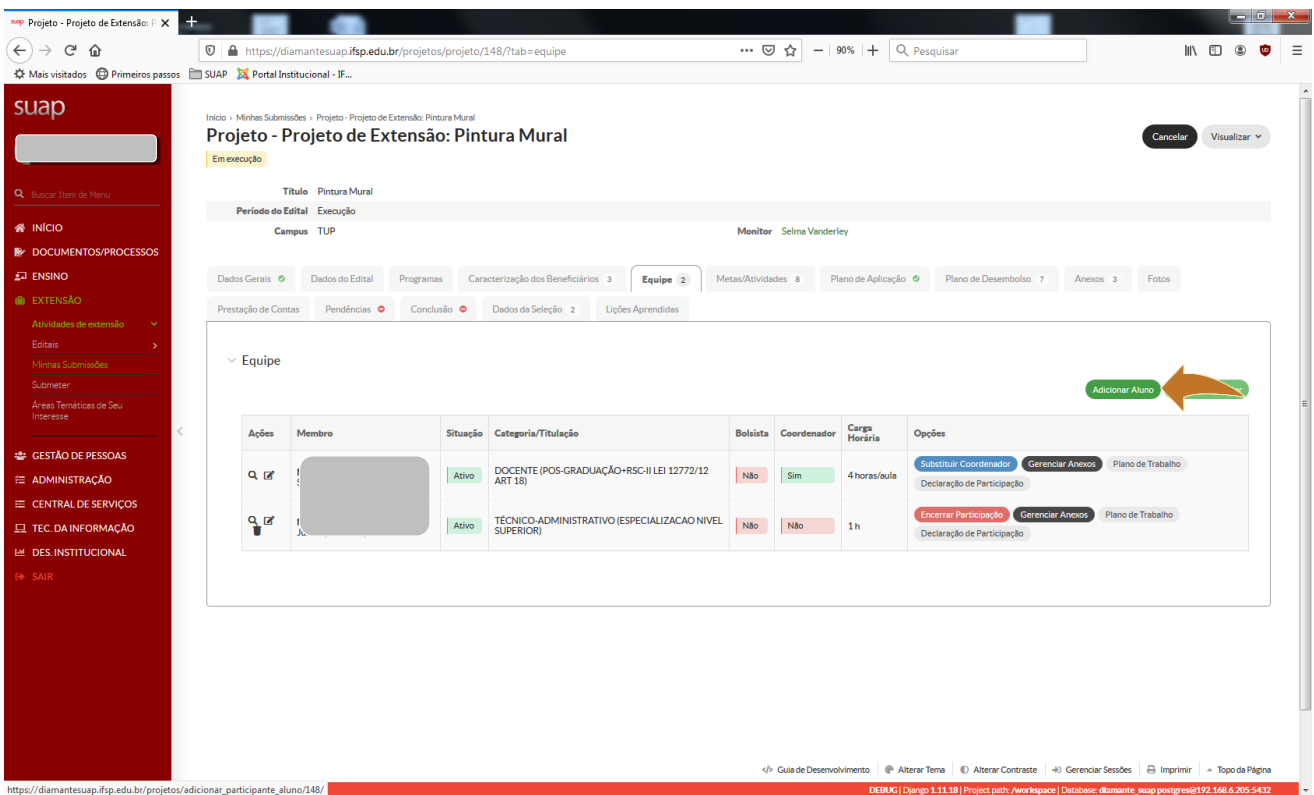 suap Projeto - Projeto de Extensão: P
https://diamantesuap.ifsp.edu.br/projetos/projeto/148/?tab=equipe
90%
Pesquisar
Mais visitados Primeiros passos SUAP Portal Institucional - IF...
suap
Buscar Item de Menu
INÍCIO
DOCUMENTOS/PROCESSOS
ENSINO
EXTENSÃO
Atividades de extensão
Editais
Minhas Submissões
Submeter
Áreas Temáticas de Seu
Interesse
GESTÃO DE PESSOAS
ADMINISTRAÇÃO
CENTRAL DE SERVIÇOS
TEC. DA INFORMAÇÃO
DES. INSTITUCIONAL
SAIR
Início » Minhas Submissões » Projeto - Projeto de Extensão: Pintura Mural
Projeto - Projeto de Extensão: Pintura Mural
Cancelar Visualizar
Em execução
Título Pintura Mural
Período do Edital Execução
Campus TUP Monitor Selma Vanderley
Dados Gerais Dados do Edital Programas Caracterização dos Beneficiários 3 Equipe 2 Metas/Atividades 8 Plano de Aplicação Plano de Desembolso 7 Anexos 3 Fotos
Prestação de Contas Pendências Conclusão Dados da Seleção 2 Lições Aprendidas
Equipe
Adicionar Aluno
Ações Membro Situação Categoria/Titulação Bolsista Coordenador Carga Horária Opções
Ativo DOCENTE (POS-GRADUAÇÃO+RSC-II LEI 12772/12 ART 18) Não Sim 4 horas/aula Substituir Coordenador Gerenciar Anexos Plano de Trabalho
Declaração de Participação
Ativo TÉCNICO-ADMINISTRATIVO (ESPECIALIZACAO NIVEL SUPERIOR) Não Não 1 h Encerrar Participação Gerenciar Anexos Plano de Trabalho
Declaração de Participação
</> Guia de Desenvolvimento Alterar Tema Alterar Contraste Gerenciar Sessões Imprimir Topo da Página
https://diamantesuap.ifsp.edu.br/projetos/adicionar_participante_aluno/148/
DEBUG | Django 1.11.18 | Project path: /workspace | Database: diamante_suap postgres@192.168.6.205:5432